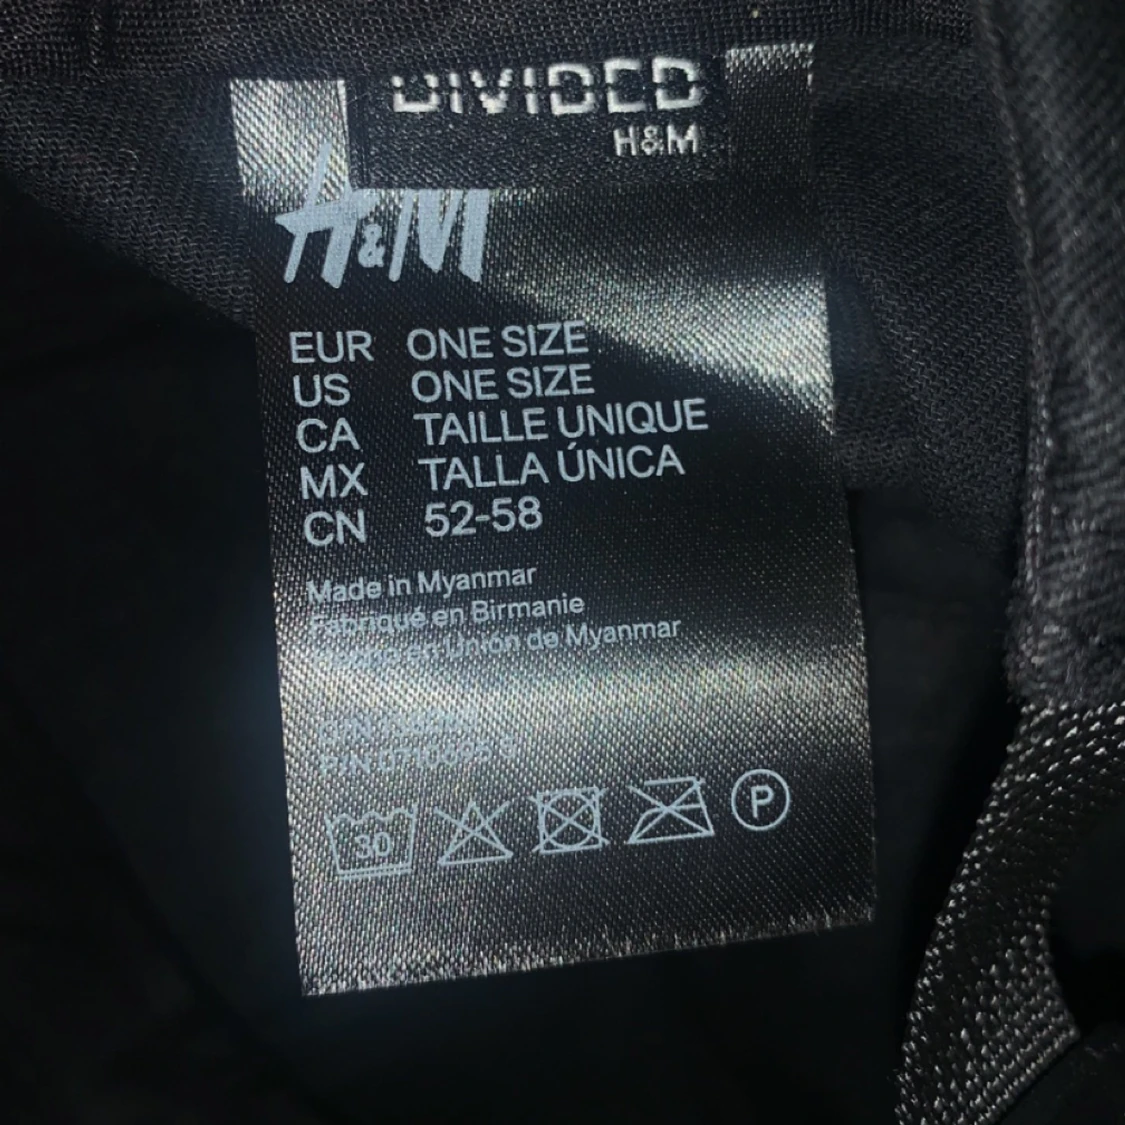 DIVIDED
H&M
H&M
EUR ONE SIZE
US ONE SIZE
CA TAILLE UNIQUE
MX TALLA ÚNICA
CN 52-58
Made in Myanmar
Fabriqué en Birmanie
en Unión de Myanmar
30
P